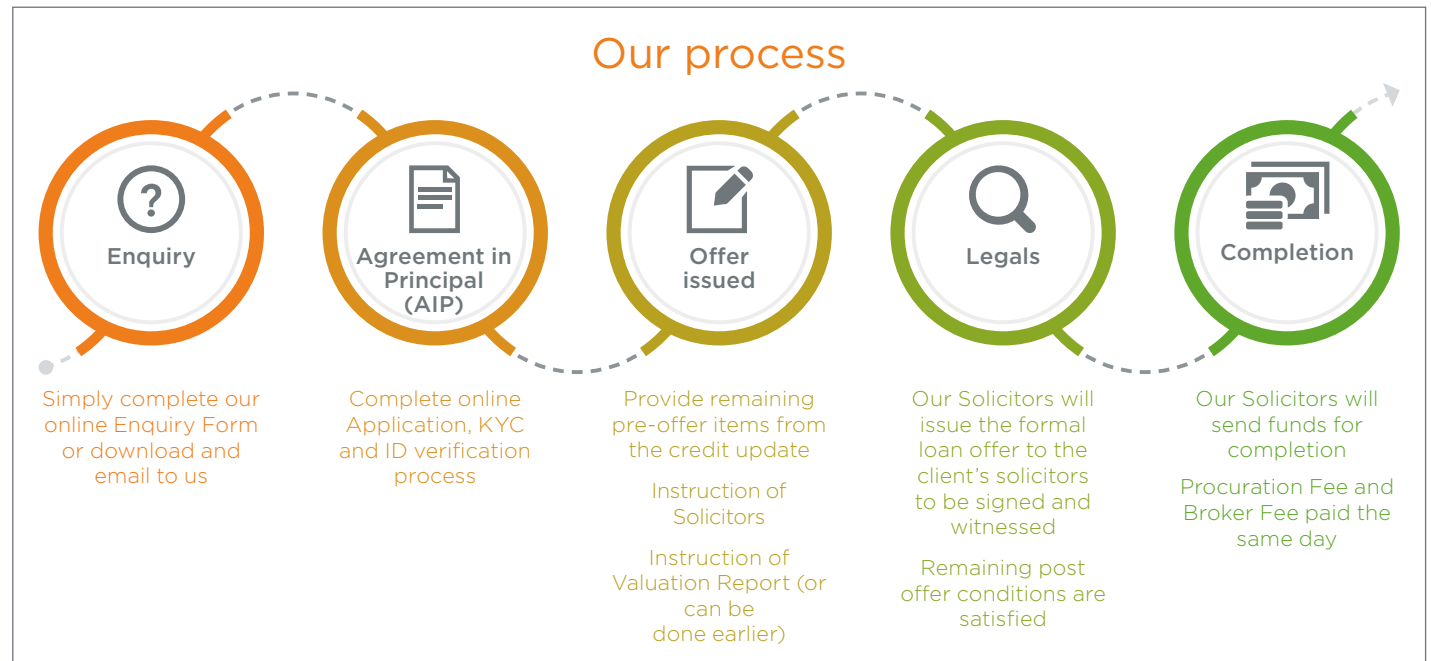 Our process
?
Enquiry
Simply complete our
online Enquiry Form
or download and
email to us
Agreement in
Principal
(AIP)
Complete online
Application, KYC
and ID verification
process
Offer
issued
Provide remaining
pre-offer items from
the credit update
Instruction of
Solicitors
Instruction of
Valuation Report (or
can be
done earlier)
Legals
Our Solicitors will
issue the formal
loan offer to the
client's solicitors
to be signed and
witnessed
Remaining post
offer conditions are
satisfied
Completion
Our Solicitors will
send funds for
completion
Procuration Fee and
Broker Fee paid the
same day